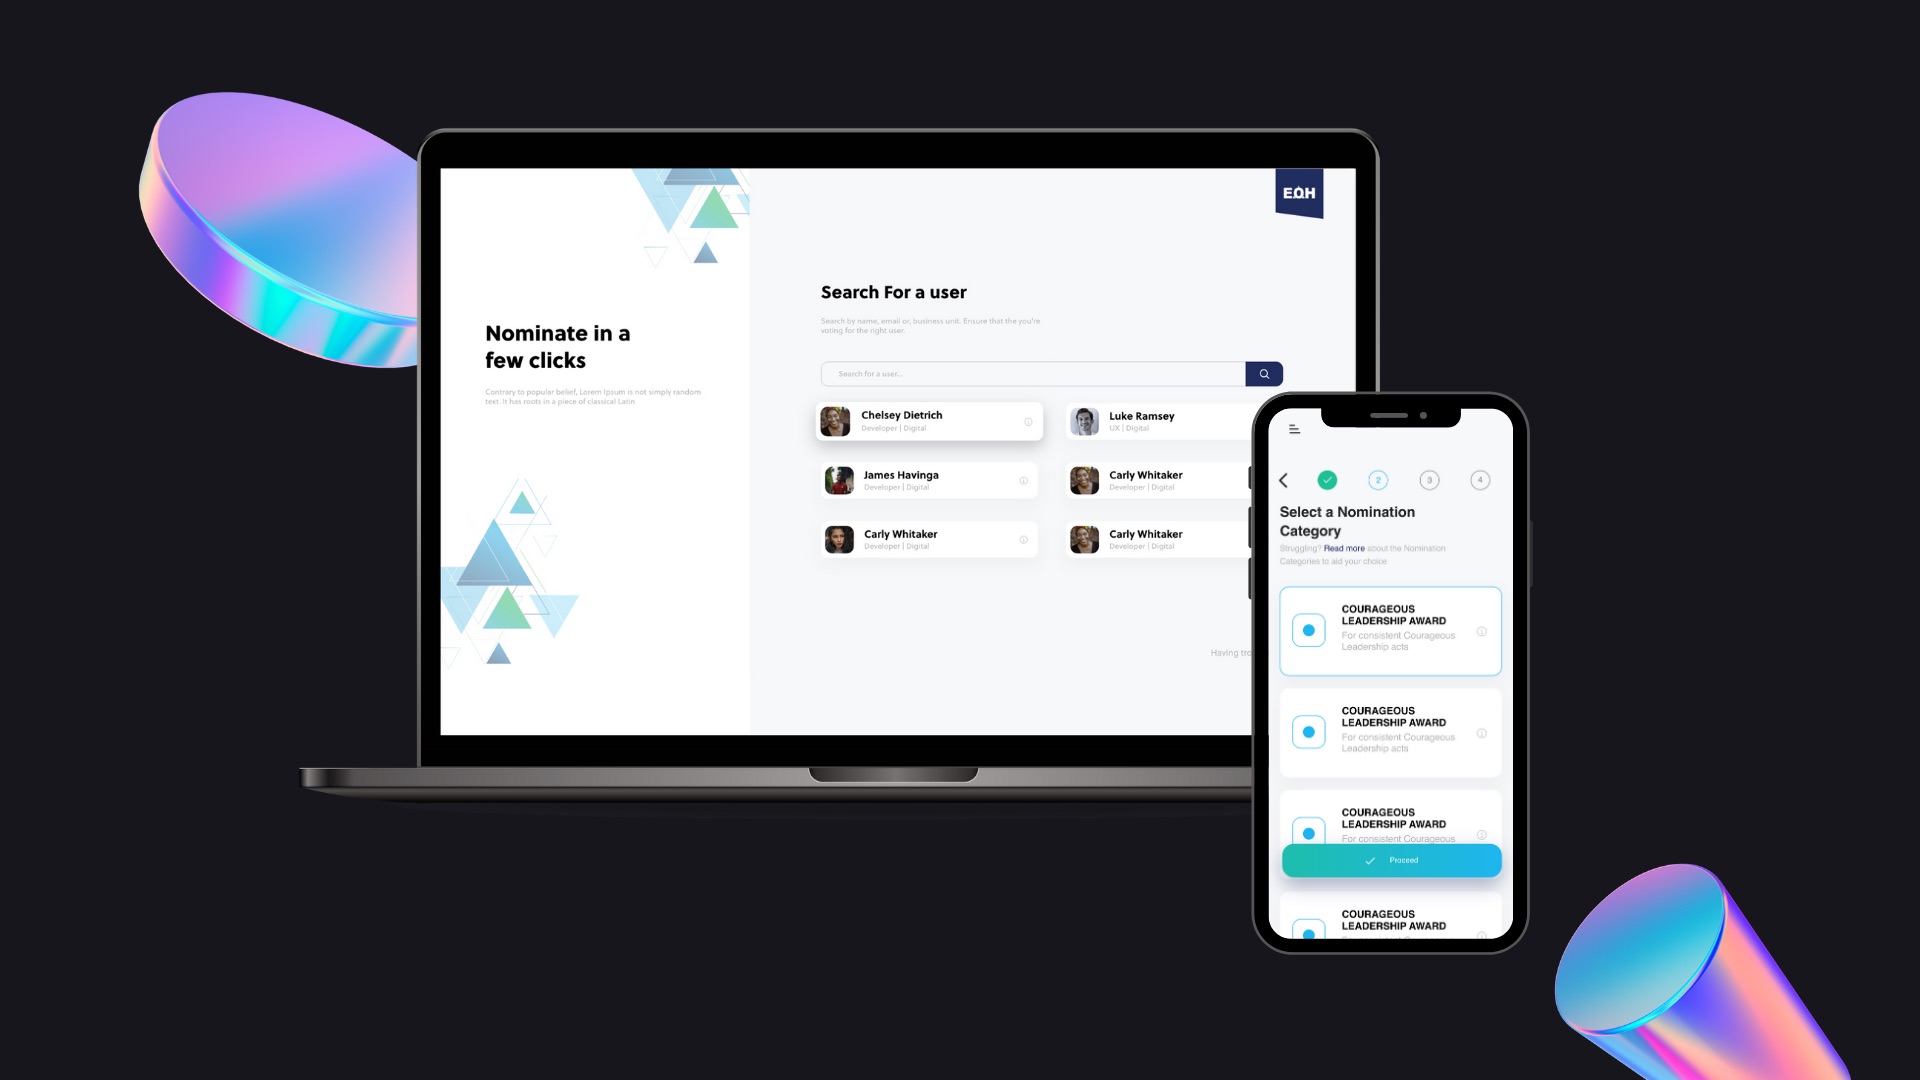 EOH
Nominate in a
few clicks
Contrary to popular belief, Lorem Ipsum is not simply random
text. It has roots in a piece of classical Latin
Search For a user
Search by name, email or, business unit. Ensure that the you're
voting for the right user.
Search for a user...
Chelsey Dietrich
Developer | Digital
Luke Ramsey
UX | Digital
James Havinga
Developer | Digital
Carly Whitaker
Developer | Digital
Carly Whitaker
Developer | Digital
Carly Whitaker
Developer | Digital
Having
2
3
4
Select a Nomination
Category
Struggling? Read more about the Nomination
Categories to aid your choice
COURAGEOUS
LEADERSHIP AWARD
For consistent Courageous
Leadership acts
COURAGEOUS
LEADERSHIP AWARD
For consistent Courageous
Leadership acts
COURAGEOUS
LEADERSHIP AWARD
For consistent Courageous
Proceed
COURAGEOUS
LEADERSHIP AWARD